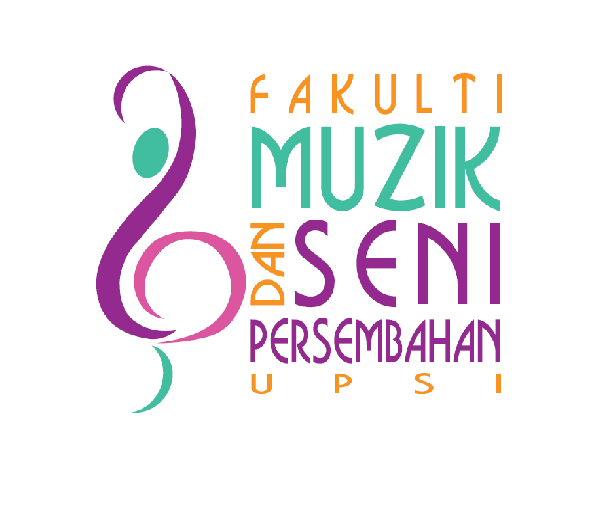 FAKULTI
MUZIK
DAN SENI
PERSEMBAHAN
UPSI